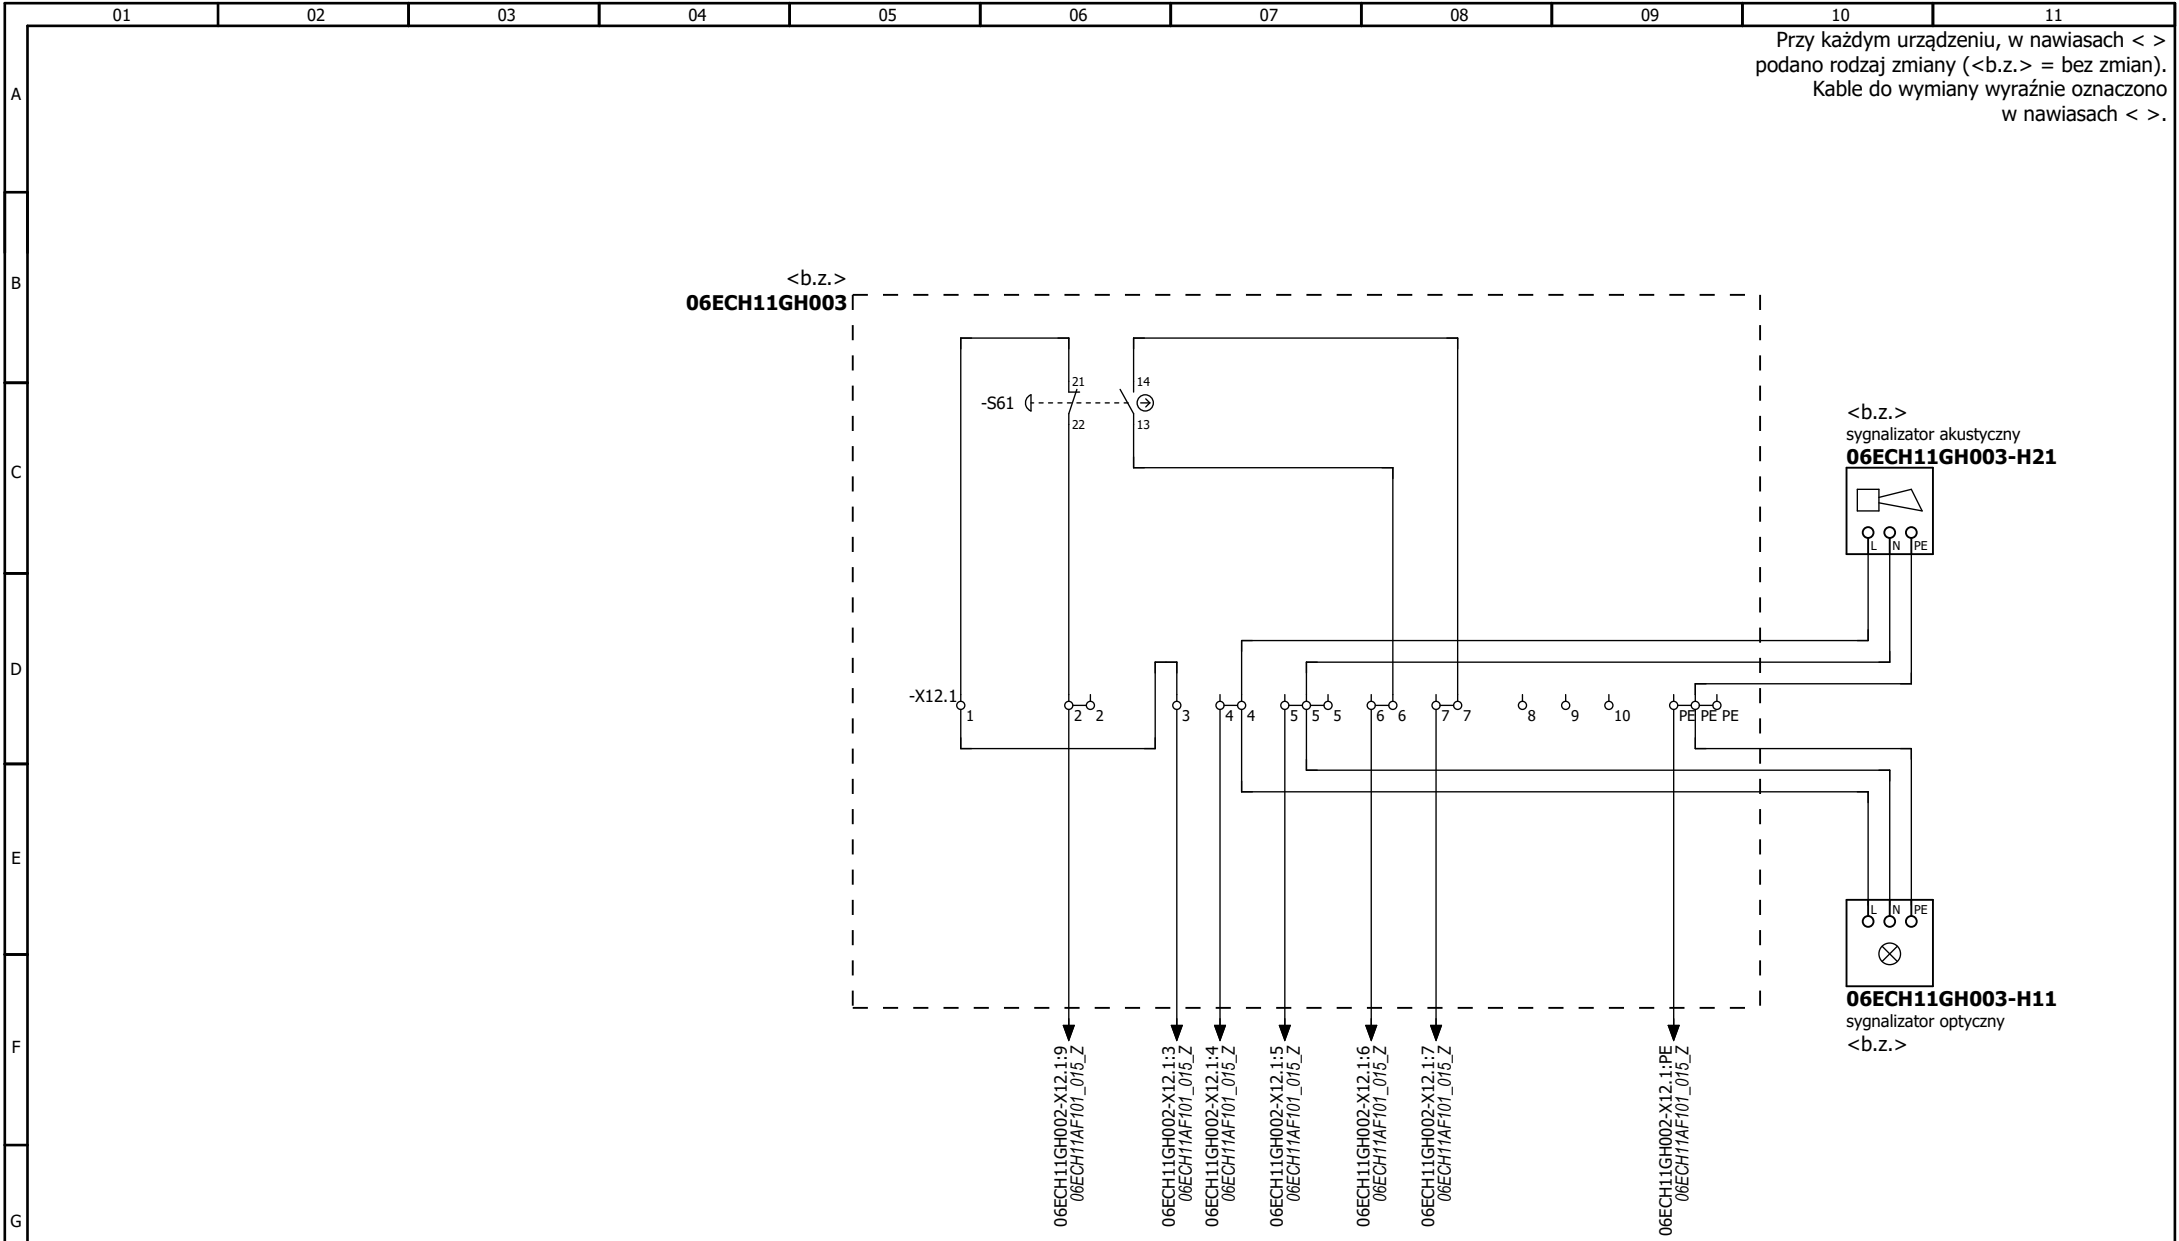 01 02 03 04 05 06 07 08 09 10 11
Przy każdym urządzeniu, w nawiasach < >
podano rodzaj zmiany (<b.z.> = bez zmian).
Kable do wymiany wyraźnie oznaczono
w nawiasach < >.
A
B
C
D
E
F
G
<b.z.>
06ECH11GH003
21 14
-S61
22 13
<b.z.>
sygnalizator akustyczny
06ECH11GH003-H21
L N PE
-X12.1
1 2 2 3 4 4 5 5 5 6 6 7 7 8 9 10 PE PE PE
L N PE
06ECH11GH003-H11
sygnalizator optyczny
<b.z.>
06ECH11GH002-X12.1:9
06ECH11AF101_015_Z
06ECH11GH002-X12.1:3
06ECH11AF101_015_Z
06ECH11GH002-X12.1:4
06ECH11AF101_015_Z
06ECH11GH002-X12.1:5
06ECH11AF101_015_Z
06ECH11GH002-X12.1:6
06ECH11AF101_015_Z
06ECH11GH002-X12.1:7
06ECH11AF101_015_Z
06ECH11GH002-X12.1:PE
06ECH11AF101_015_Z